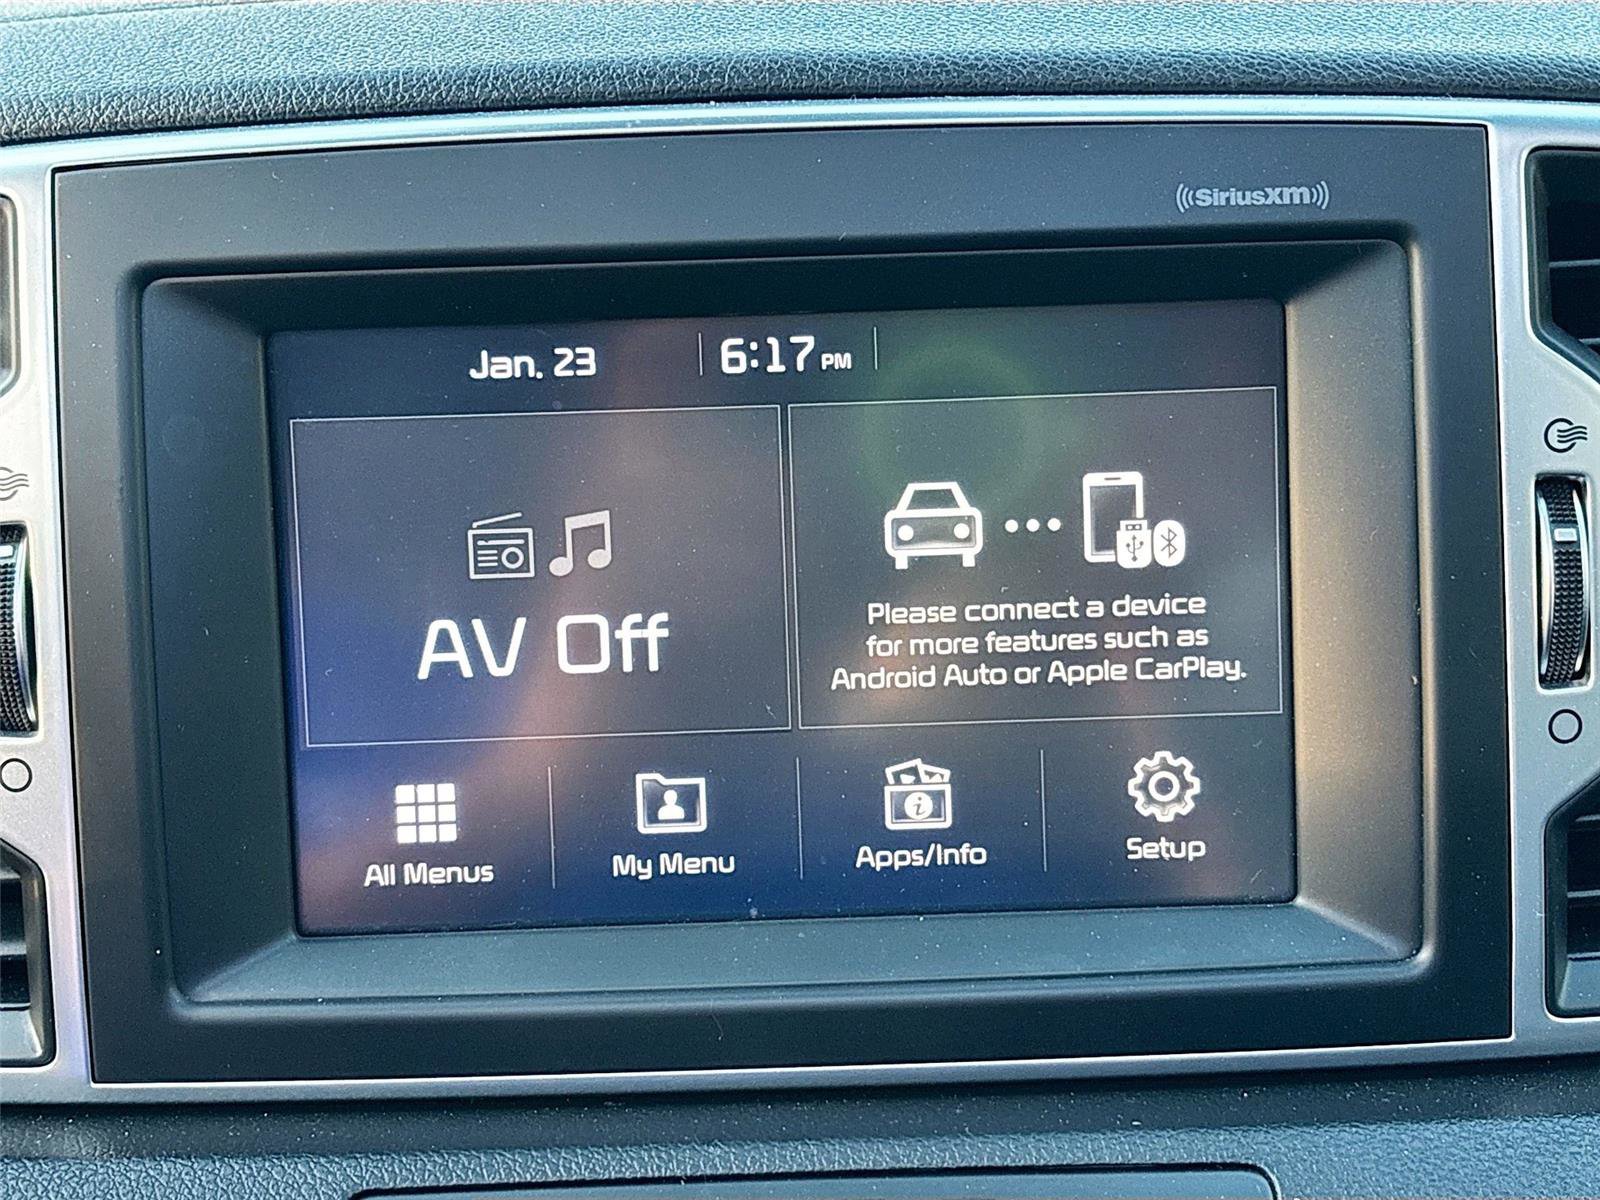 SiriusXM
Jan. 23
6:17 PM
AV Off
Please connect a device
for more features such as
Android Auto or Apple CarPlay.
All Menus
My Menu
Apps/Info
Setup